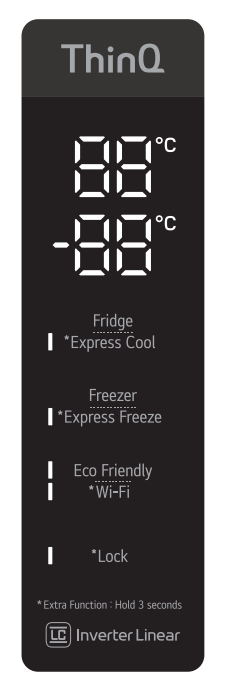 ThinQ
88°C
-88°C
Fridge
*Express Cool
Freezer
*Express Freeze
Eco Friendly
*Wi-Fi
*Lock
*Extra Function : Hold 3 seconds
LG Inverter Linear